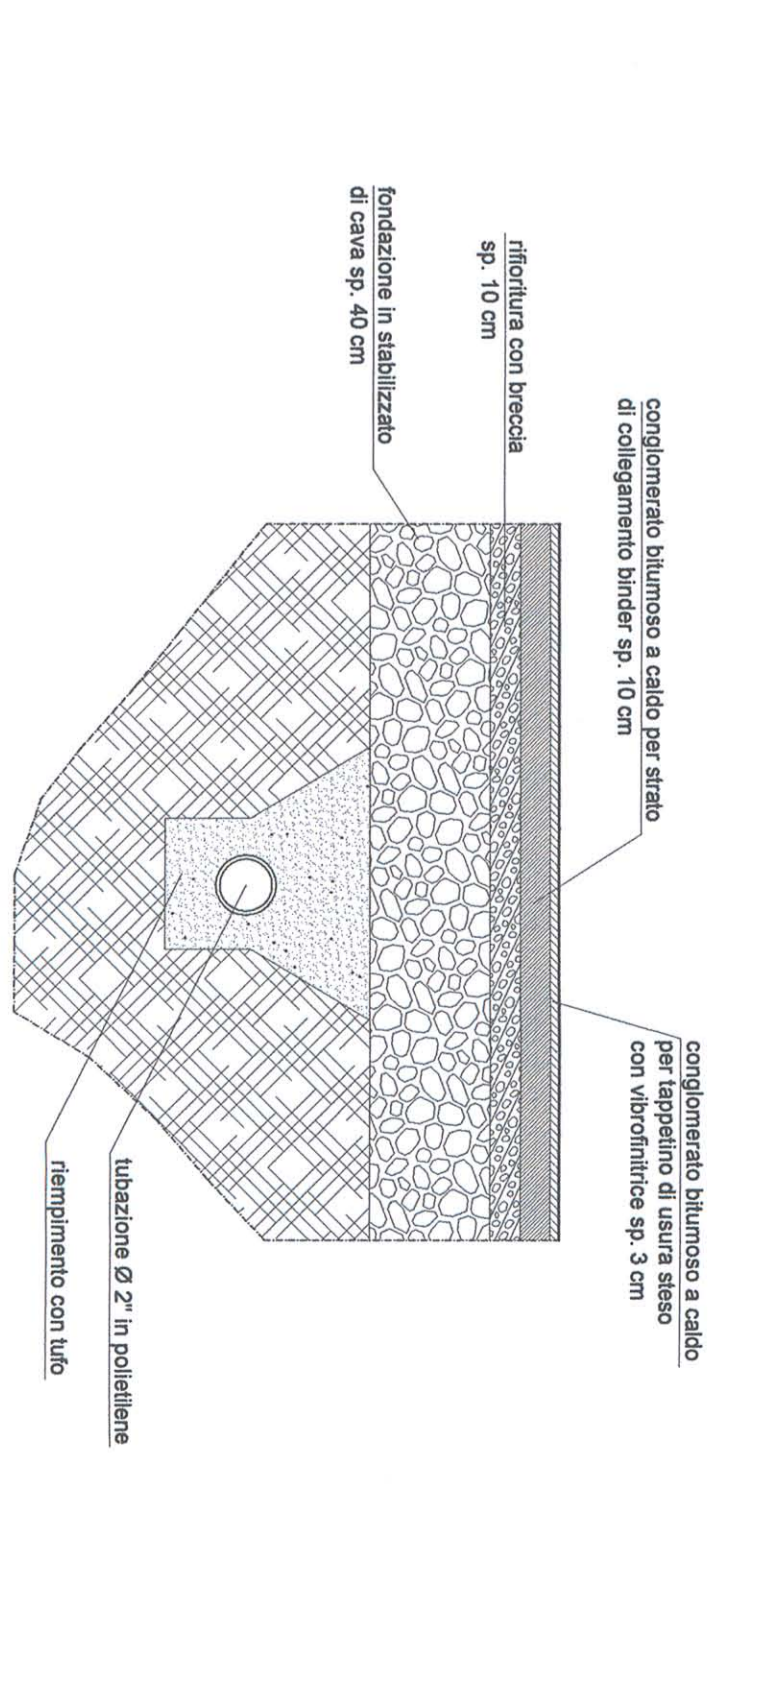 conglomerato bitumoso a caldo
per tappetino di usura steso
con vibrofinitrice sp. 3 cm
conglomerato bitumoso a caldo per strato
di collegamento binder sp. 10 cm
rifioritura con breccia
sp. 10 cm
fondazione in stabilizzato
di cava sp. 40 cm
tubazione Ø 2" in polietilene
riempimento con tufo